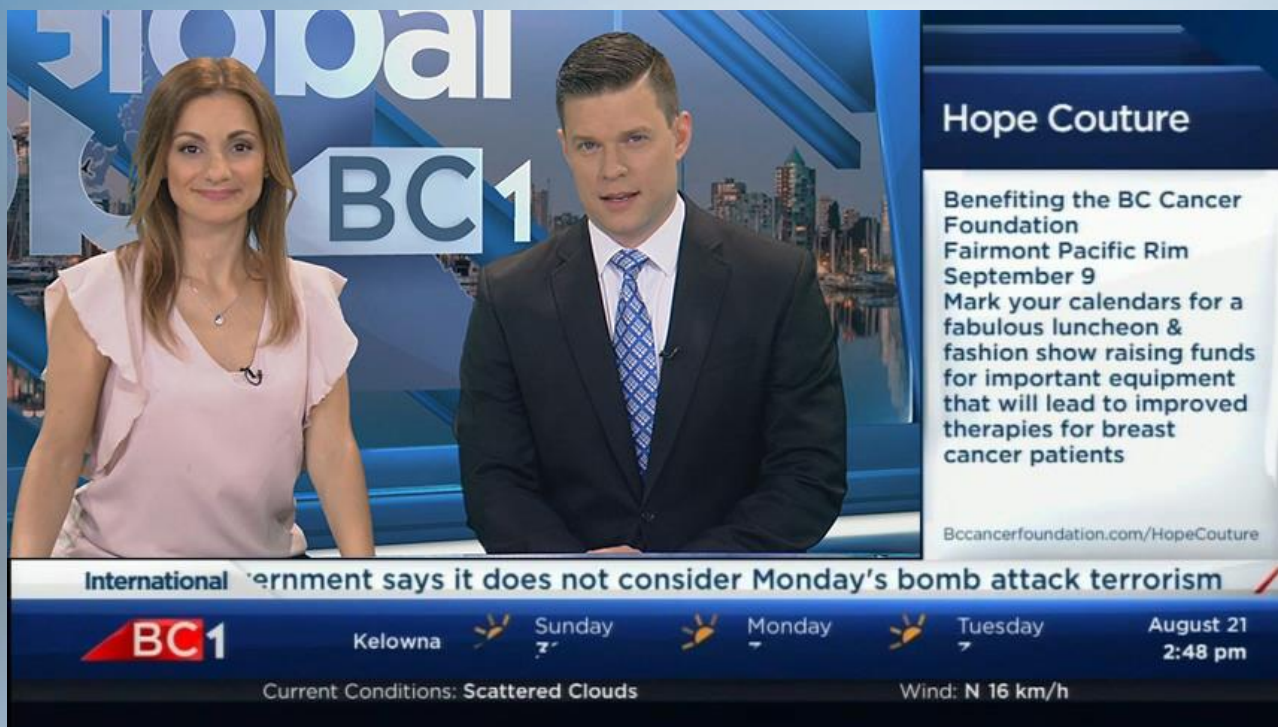 Global
BC1
Hope Couture
Benefiting the BC Cancer
Foundation
Fairmont Pacific Rim
September 9
Mark your calendars for a
fabulous luncheon &
fashion show raising funds
for important equipment
that will lead to improved
therapies for breast
cancer patients
Bccancerfoundation.com/HopeCouture
International ernment says it does not consider Monday's bomb attack terrorism
BC1 Kelowna Sunday Monday Tuesday August 21
2:48 pm
Current Conditions: Scattered Clouds Wind: N 16 km/h